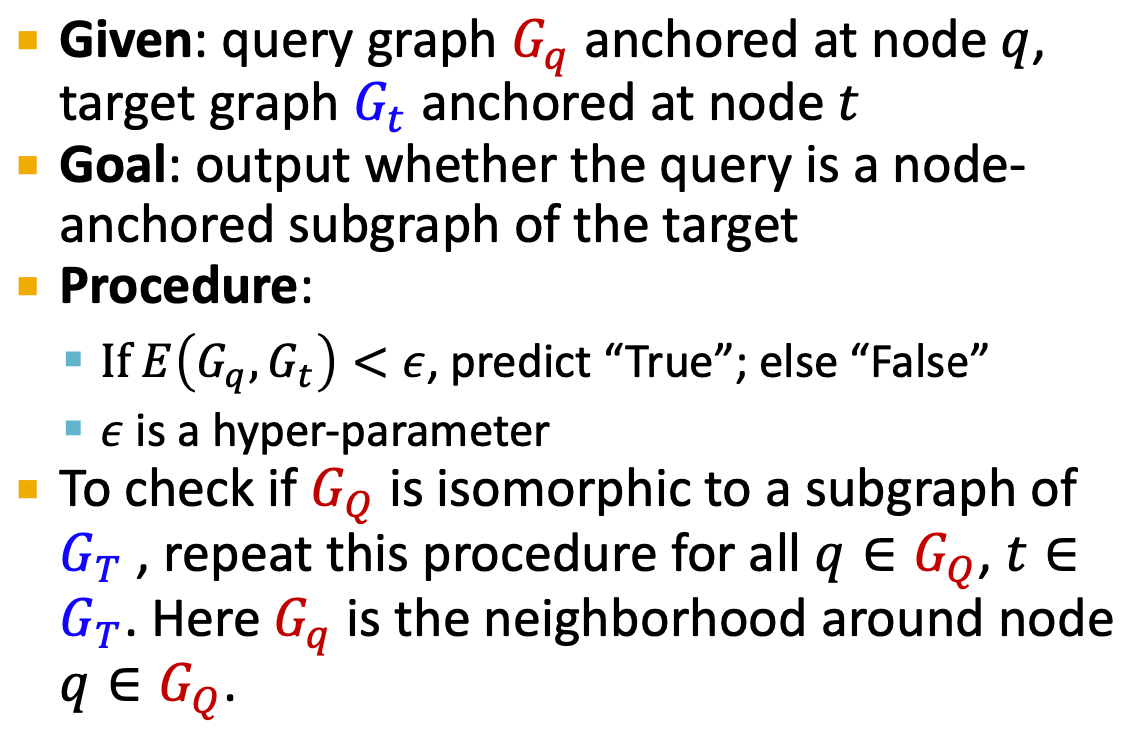 ▪ Given: query graph $G_q$ anchored at node $q$,
target graph $G_t$ anchored at node $t$
▪ Goal: output whether the query is a node-
anchored subgraph of the target
▪ Procedure:
▪ If $E(G_q, G_t) < \epsilon$, predict “True”; else “False”
▪ $\epsilon$ is a hyper-parameter
▪ To check if $G_Q$ is isomorphic to a subgraph of
$G_T$ , repeat this procedure for all $q \in G_Q, t \in$
$G_T$. Here $G_q$ is the neighborhood around node
$q \in G_Q$.